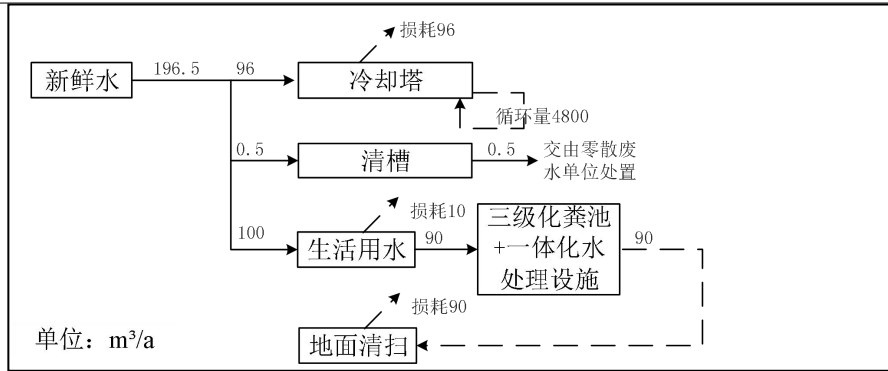 损耗96
新鲜水
196.5
96
冷却塔
循环量4800
0.5
清槽
0.5
交由零散废
水单位处置
损耗10
100
生活用水
90
三级化粪池
+一体化水
处理设施
90
损耗90
地面清扫
单位：m³/a